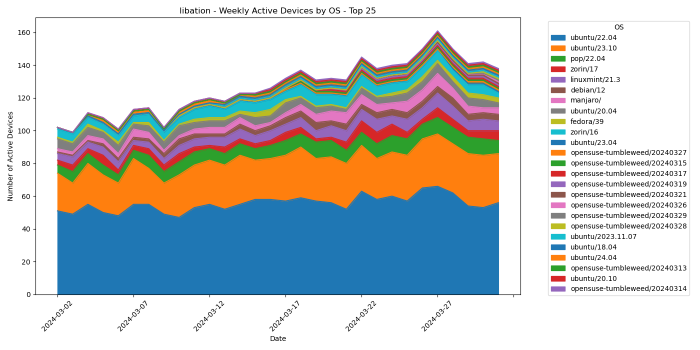 libation - Weekly Active Devices by OS - Top 25
Number of Active Devices
160
140
120
100
80
60
40
20
0
2024-03-02
2024-03-07
2024-03-12
2024-03-17
2024-03-22
2024-03-27
Date
OS
ubuntu/22.04
ubuntu/23.10
pop/22.04
zorin/17
linuxmint/21.3
debian/12
manjaro/
ubuntu/20.04
fedora/39
zorin/16
ubuntu/23.04
opensuse-tumbleweed/20240327
opensuse-tumbleweed/20240315
opensuse-tumbleweed/20240317
opensuse-tumbleweed/20240319
opensuse-tumbleweed/20240321
opensuse-tumbleweed/20240326
opensuse-tumbleweed/20240329
opensuse-tumbleweed/20240328
ubuntu/2023.11.07
ubuntu/18.04
ubuntu/24.04
opensuse-tumbleweed/20240313
ubuntu/20.10
opensuse-tumbleweed/20240314